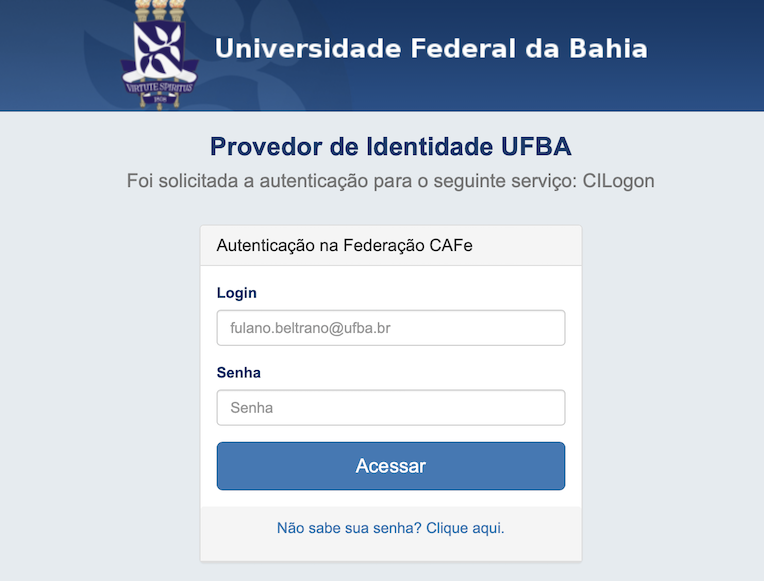 Universidade Federal da Bahia
VIRTUTE SPIRITUS
Provedor de Identidade UFBA
Foi solicitada a autenticação para o seguinte serviço: CILogon
Autenticação na Federação CAFe
Login
fulano.beltrano@ufba.br
Senha
Senha
Acessar
Não sabe sua senha? Clique aqui.